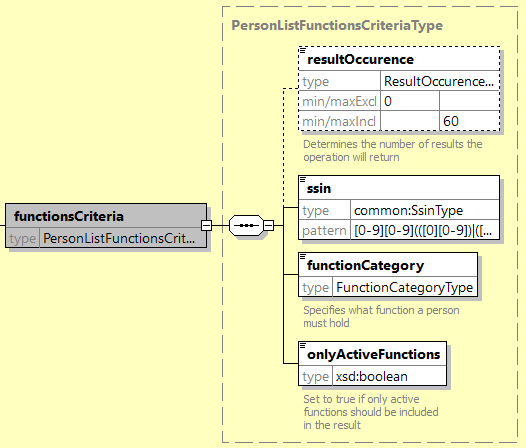 PersonListFunctionsCriteriaType
resultOccurence
type ResultOccurence...
min/maxExcl 0
min/maxIncl 60
Determines the number of results the
operation will return
ssin
type common:SsinType
pattern [0-9][0-9](([0][0-9])|([...
functionsCriteria
type PersonListFunctionsCrit...
functionCategory
type FunctionCategoryType
Specifies what function a person
must hold
onlyActiveFunctions
type xsd:boolean
Set to true if only active
functions should be included
in the result